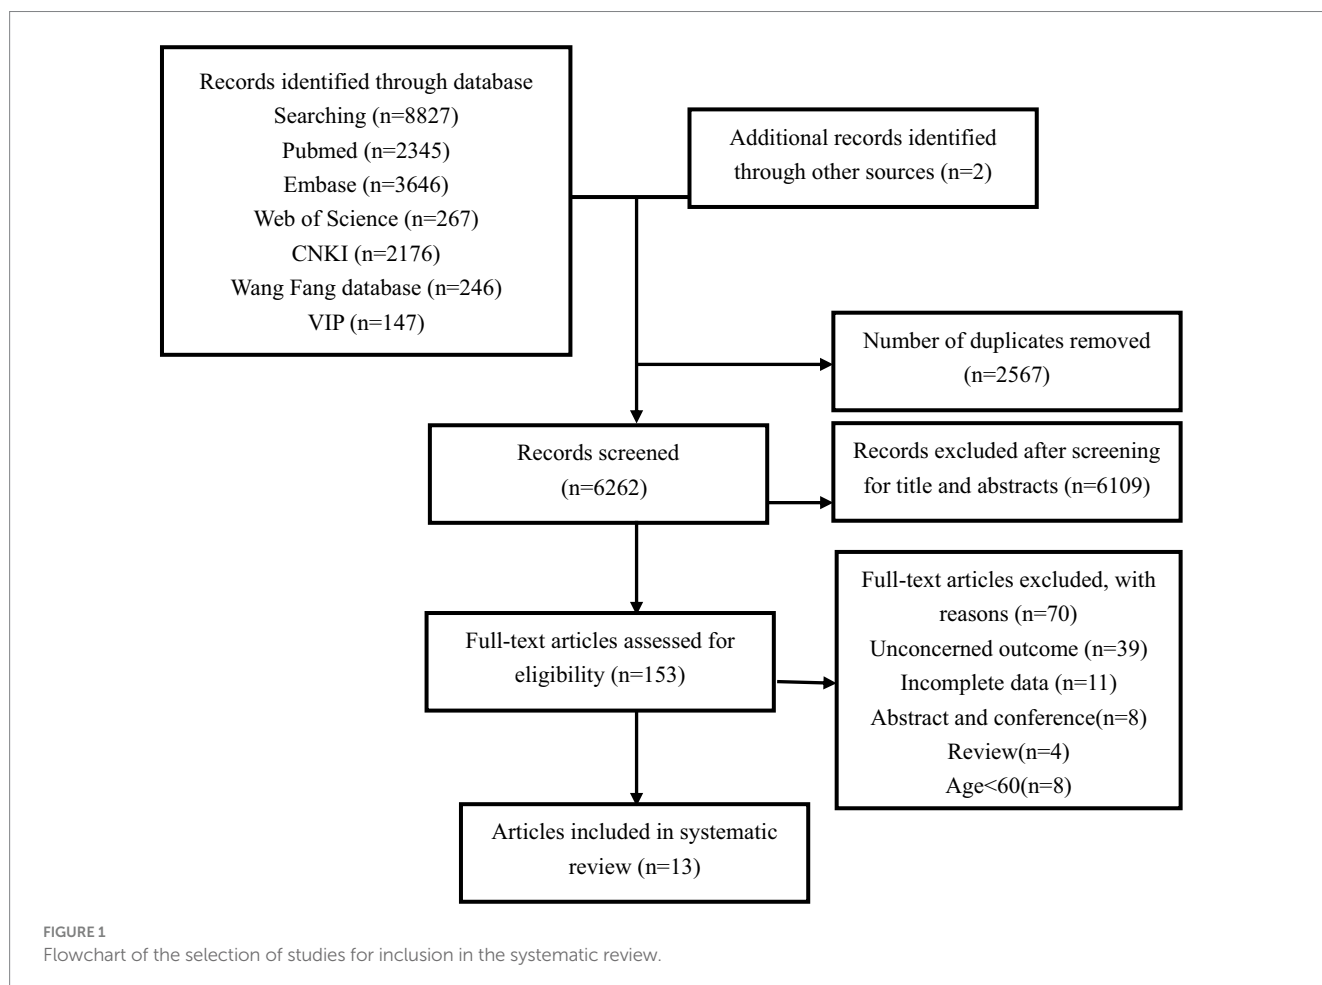 Records identified through database
Searching (n=8827)
Pubmed (n=2345)
Embase (n=3646)
Web of Science (n=267)
CNKI (n=2176)
Wang Fang database (n=246)
VIP (n=147)
Additional records identified
through other sources (n=2)
Number of duplicates removed
(n=2567)
Records screened
(n=6262)
Records excluded after screening
for title and abstracts (n=6109)
Full-text articles assessed for
eligibility (n=153)
Full-text articles excluded, with
reasons (n=70)
Unconcerned outcome (n=39)
Incomplete data (n=11)
Abstract and conference(n=8)
Review(n=4)
Age<60(n=8)
Articles included in systematic
review (n=13)
FIGURE 1
Flowchart of the selection of studies for inclusion in the systematic review.